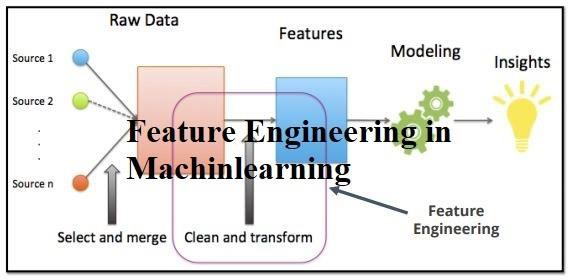 Raw Data
Features
Modeling
Insights
Source 1
Source 2
.
.
.
Source n
Feature Engineering in
Machinlearning
Select and merge
Clean and transform
Feature
Engineering